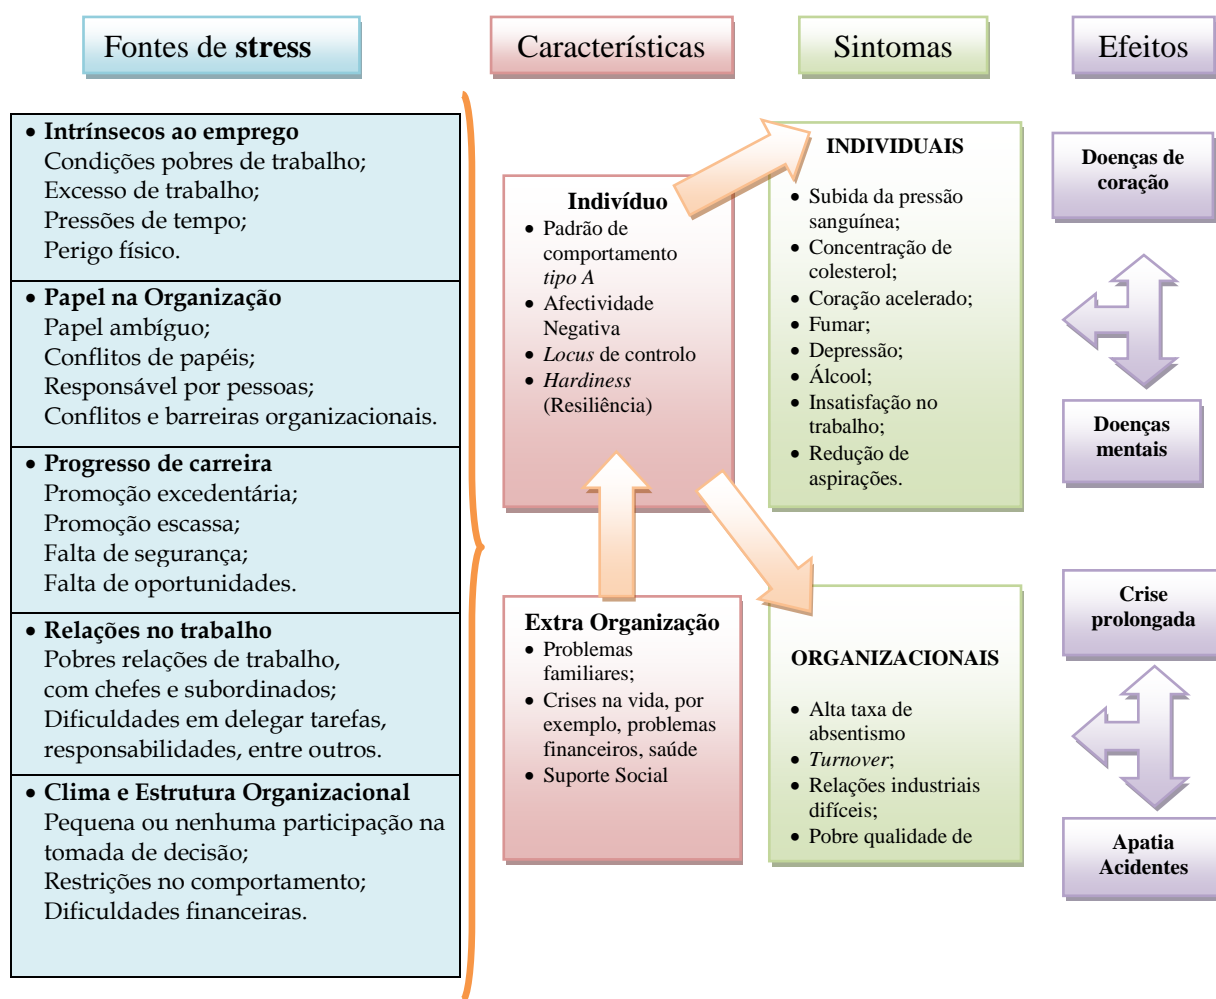 Fontes de stress
Características
Sintomas
Efeitos
• Intrínsecos ao emprego
Condições pobres de trabalho;
Excesso de trabalho;
Pressões de tempo;
Perigo físico.
• Papel na Organização
Papel ambíguo;
Conflitos de papéis;
Responsável por pessoas;
Conflitos e barreiras organizacionais.
• Progresso de carreira
Promoção excedentária;
Promoção escassa;
Falta de segurança;
Falta de oportunidades.
• Relações no trabalho
Pobres relações de trabalho,
com chefes e subordinados;
Dificuldades em delegar tarefas,
responsabilidades, entre outros.
• Clima e Estrutura Organizacional
Pequena ou nenhuma participação na
tomada de decisão;
Restrições no comportamento;
Dificuldades financeiras.
Indivíduo
• Padrão de
comportamento
tipo A
• Afectividade
Negativa
• Locus de controlo
• Hardiness
(Resiliência)
Extra Organização
• Problemas
familiares;
• Crises na vida, por
exemplo, problemas
financeiros, saúde
• Suporte Social
INDIVIDUAIS
• Subida da pressão
sanguínea;
• Concentração de
colesterol;
• Coração acelerado;
• Fumar;
• Depressão;
• Álcool;
• Insatisfação no
trabalho;
• Redução de
aspirações.
ORGANIZACIONAIS
• Alta taxa de
absentismo
• Turnover;
• Relações industriais
difíceis;
• Pobre qualidade de
Doenças de
coração
Doenças
mentais
Crise
prolongada
Apatia
Acidentes